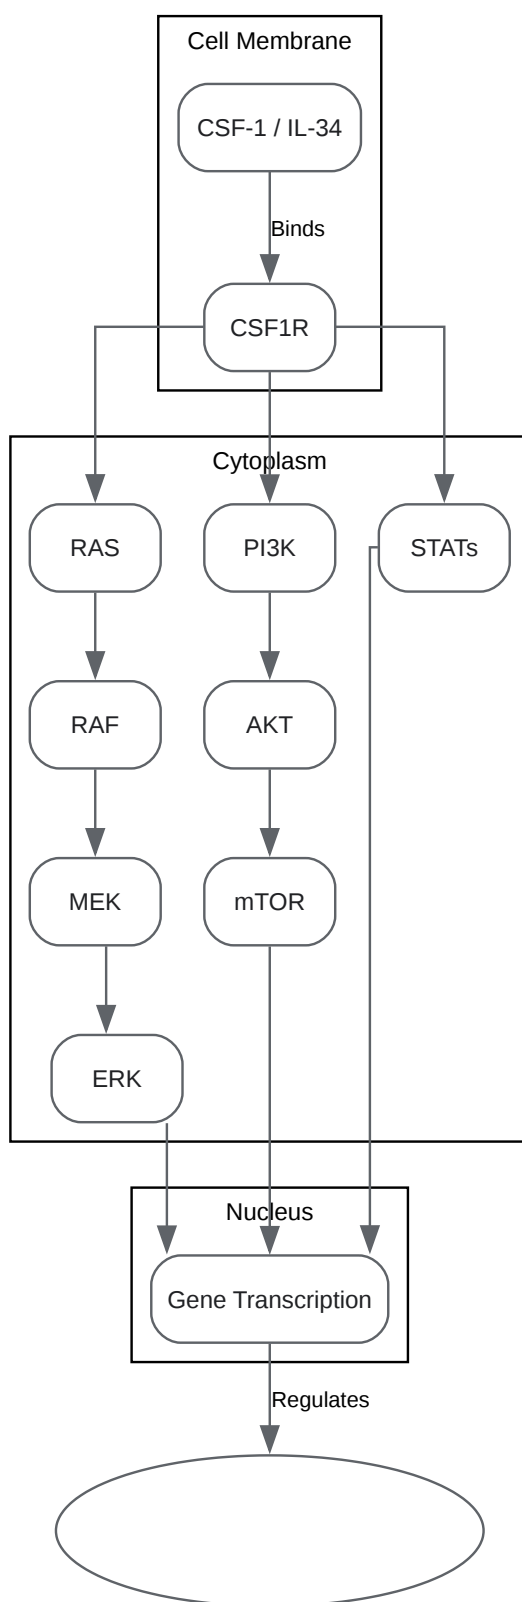 Cell Membrane
CSF-1 / IL-34
Binds
CSF1R
Cytoplasm
RAS
PI3K
STATs
RAF
AKT
MEK
mTOR
ERK
Nucleus
Gene Transcription
Regulates